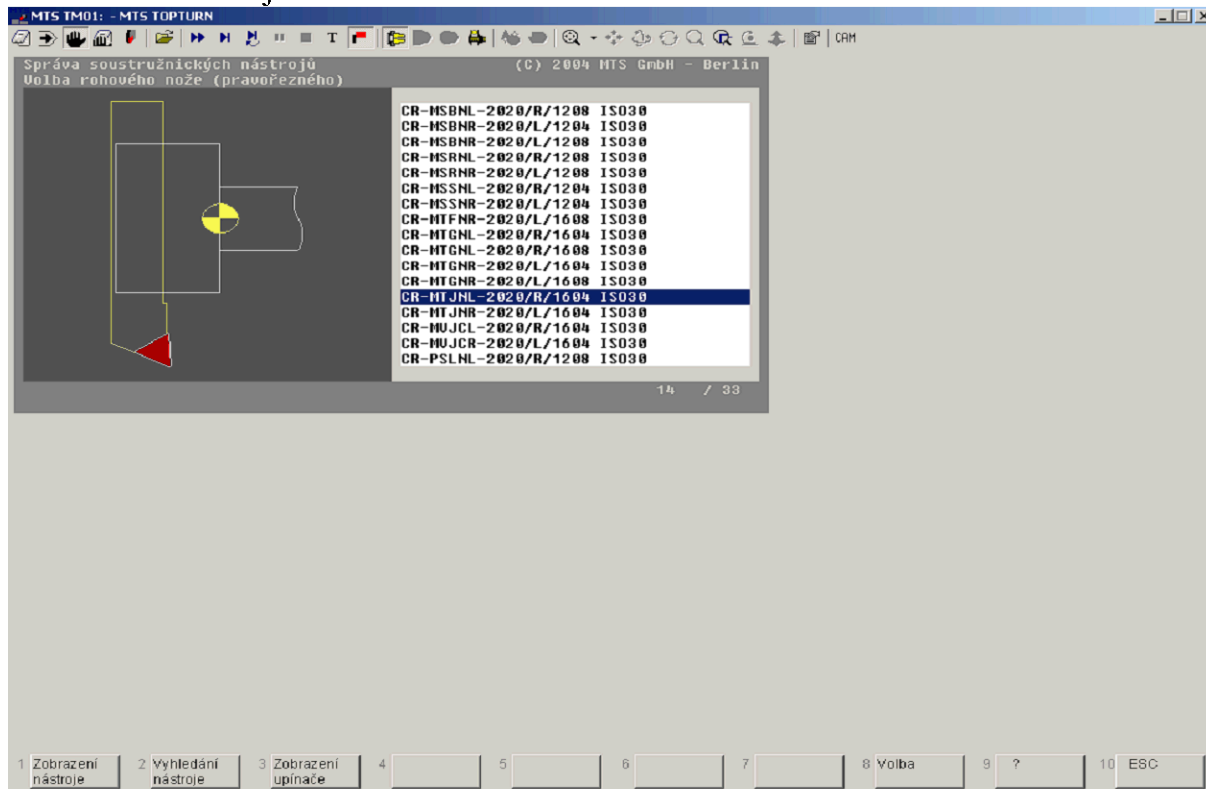 MTS TM01: - MTS TOPTURN
T CAM
Správa soustružnických nástrojů (C) 2004 MTS GmbH - Berlin
Volba rohového nože (pravořezného)
CR-MSBNL-2020/R/1208 ISO30
CR-MSBNR-2020/L/1204 ISO30
CR-MSBNR-2020/L/1208 ISO30
CR-MSRNL-2020/R/1208 ISO30
CR-MSRNR-2020/L/1208 ISO30
CR-MSSNL-2020/R/1204 ISO30
CR-MSSNR-2020/L/1204 ISO30
CR-MTFNR-2020/L/1608 ISO30
CR-MTGNL-2020/R/1604 ISO30
CR-MTGNL-2020/R/1608 ISO30
CR-MTGNR-2020/L/1604 ISO30
CR-MTGNR-2020/L/1608 ISO30
CR-MTJNL-2020/R/1604 ISO30
CR-MTJNR-2020/L/1604 ISO30
CR-MVJCL-2020/R/1604 ISO30
CR-MVJCR-2020/L/1604 ISO30
CR-PSLNL-2020/R/1208 ISO30
14 / 33
1 Zobrazení nástroje
2 Vyhledání nástroje
3 Zobrazení upínače
4
5
6
7
8 Volba
9 ?
10 ESC